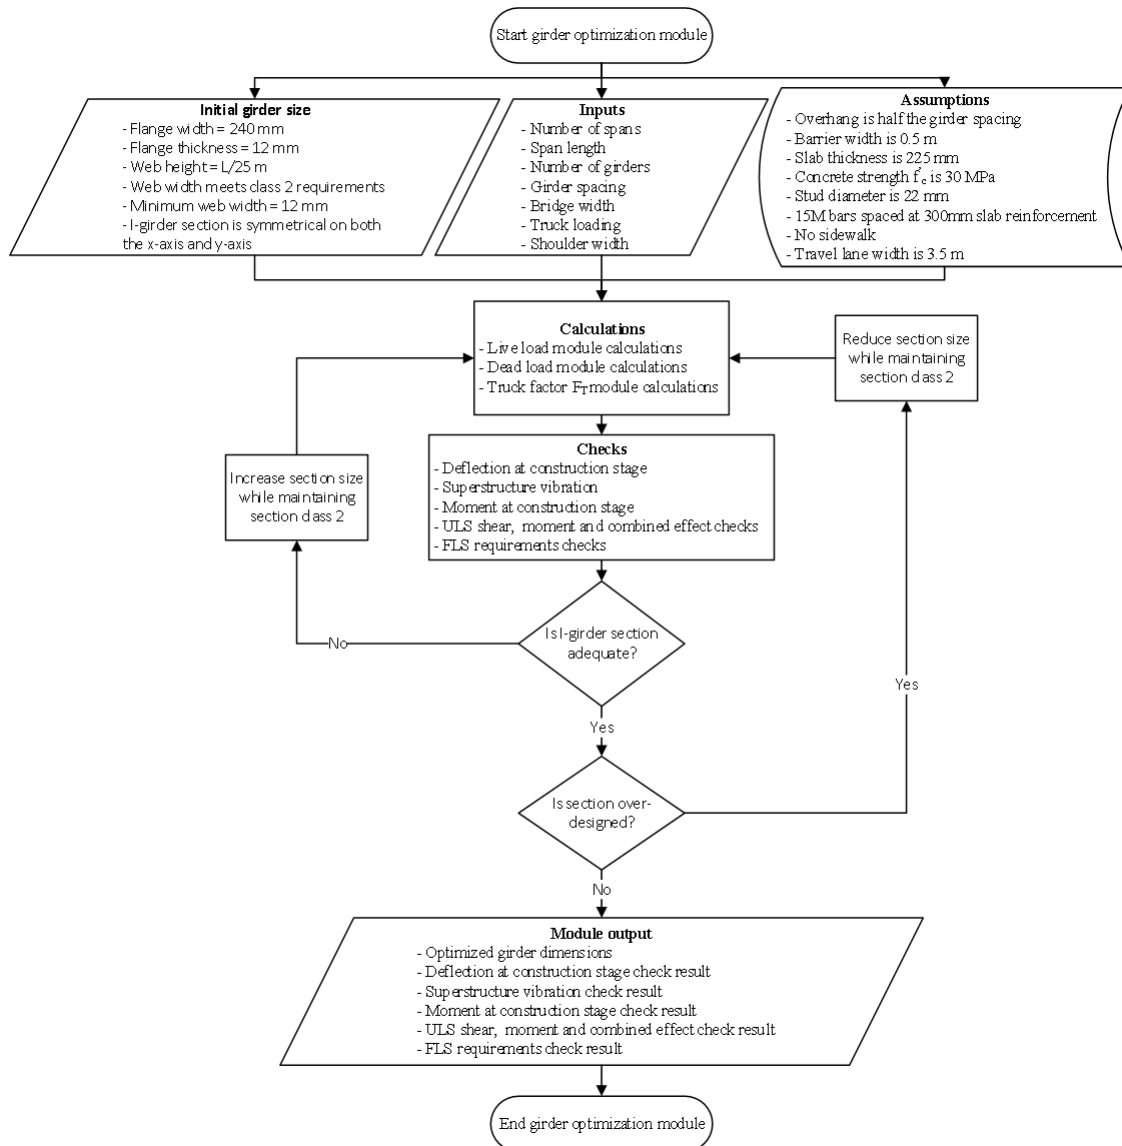 Start girder optimization module
Initial girder size
- Flange width = 240 mm
- Flange thickness = 12 mm
- Web height = L/25 m
- Web width meets class 2 requirements
- Minimum web width = 12 mm
- I-girder section is symmetrical on both
the x-axis and y-axis
Inputs
- Number of spans
- Span length
- Number of girders
- Girder spacing
- Bridge width
- Truck loading
- Shoulder width
Assumptions
- Overhang is half the girder spacing
- Barrier width is 0.5 m
- Slab thickness is 225 mm
- Concrete strength f'c is 30 MPa
- Stud diameter is 22 mm
- 15M bars spaced at 300mm slab reinforcement
- No sidewalk
- Travel lane width is 3.5 m
Calculations
- Live load module calculations
- Dead load module calculations
- Truck factor FT module calculations
Reduce section size
while maintaining
section class 2
Checks
- Deflection at construction stage
- Superstructure vibration
- Moment at construction stage
- ULS shear, moment and combined effect checks
- FLS requirements checks
Increase section size
while maintaining
section class 2
Is I-girder section
adequate?
No
Yes
Yes
Is section over-
designed?
No
Module output
- Optimized girder dimensions
- Deflection at construction stage check result
- Superstructure vibration check result
- Moment at construction stage check result
- ULS shear, moment and combined effect check result
- FLS requirements check result
End girder optimization module